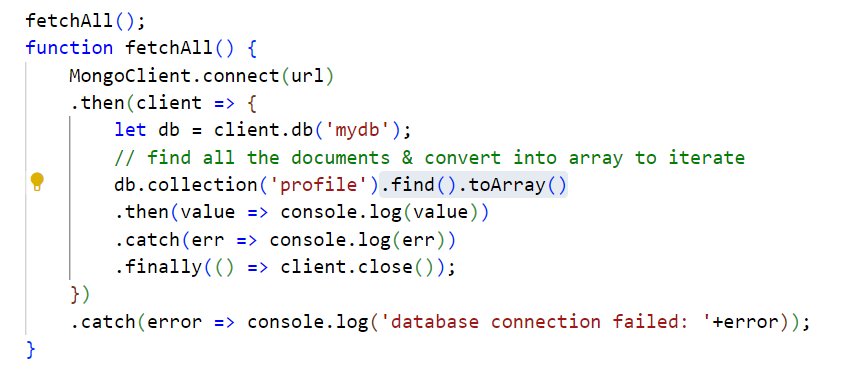 fetchAll();
function fetchAll() {
    MongoClient.connect(url)
    .then(client => {
        let db = client.db('mydb');
        // find all the documents & convert into array to iterate
        db.collection('profile').find().toArray()
        .then(value => console.log(value))
        .catch(err => console.log(err))
        .finally(() => client.close());
    })
    .catch(error => console.log('database connection failed: '+error));
}